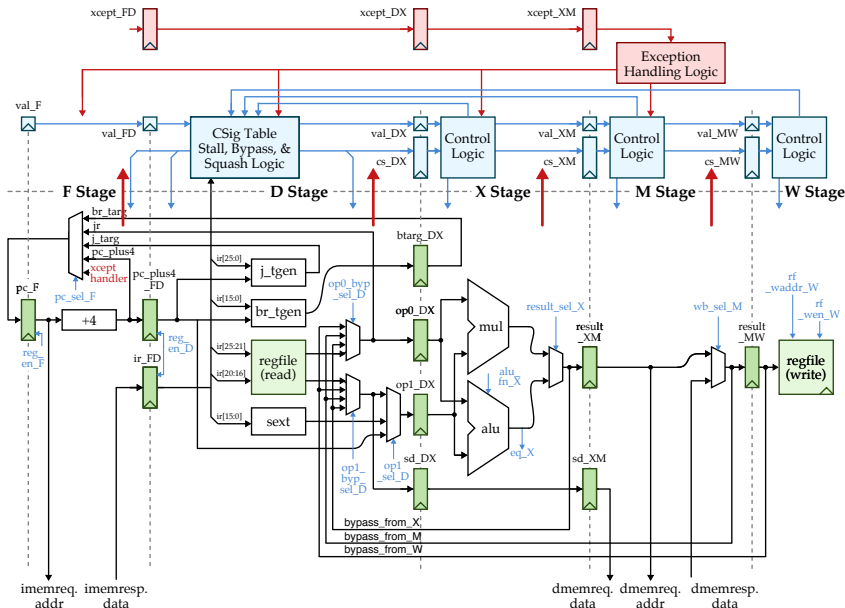 xcept_FD
xcept_DX
xcept_XM
Exception
Handling Logic
val_F
val_FD
CSig Table
Stall, Bypass, &
Squash Logic
val_DX
cs_DX
Control
Logic
val_XM
cs_XM
Control
Logic
val_MW
cs_MW
Control
Logic
F Stage
D Stage
X Stage
M Stage
W Stage
br_targ
jr
j_targ
pc_plus4
xcept
handler
pc_F
pc_sel_F
pc_plus4
_FD
+4
reg_
en_F
reg_
en_D
ir_FD
ir[25:0]
j_tgen
ir[15:0]
br_tgen
ir[25:21]
ir[20:16]
regfile
(read)
ir[15:0]
sext
op0_byp
_sel_D
op1_
byp_
sel_D
op1
_sel_D
btarg_DX
op0_DX
op1_DX
sd_DX
mul
alu_
fn_X
alu
eq_X
result_sel_X
result
_XM
sd_XM
wb_sel_M
result
_MW
rf
_waddr_W
rf
_wen_W
regfile
(write)
bypass_from_X
bypass_from_M
bypass_from_W
imemreq.
addr
imemresp.
data
dmemreq.
data
dmemreq.
addr
dmemresp.
data